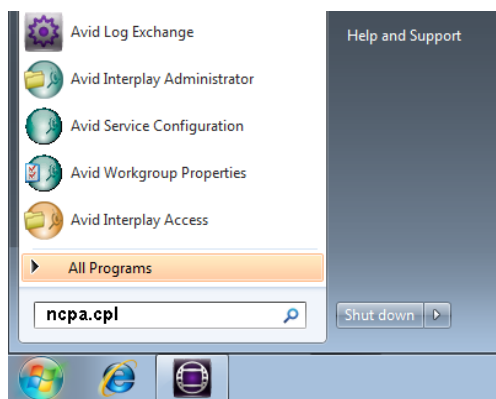 Avid Log Exchange
Help and Support
Avid Interplay Administrator
Avid Service Configuration
Avid Workgroup Properties
Avid Interplay Access
All Programs
ncpa.cpl
Shut down